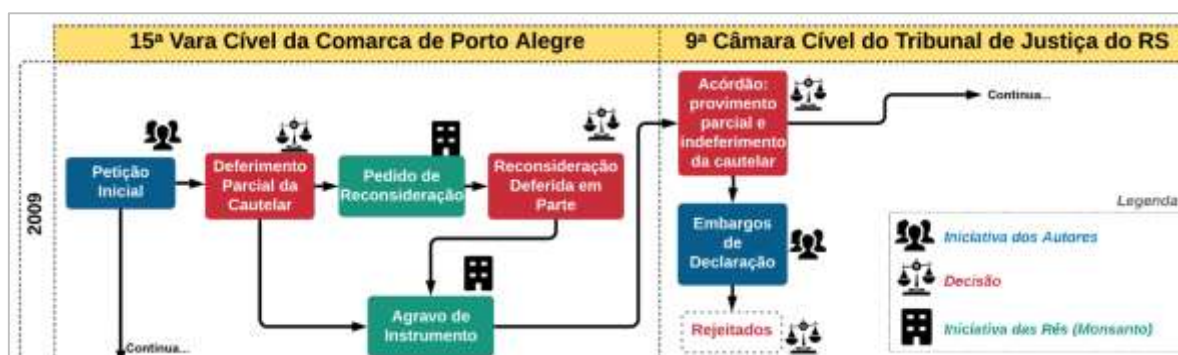 15ª Vara Cível da Comarca de Porto Alegre
9ª Câmara Cível do Tribunal de Justiça do RS
2009
Petição
Inicial
Deferimento
Parcial da
Cautelar
Pedido de
Reconsideração
Reconsideração
Deferida em
Parte
Agravo de
Instrumento
Continua...
Acórdão:
provimento
parcial e
indeferimento
da cautelar
Continua...
Embargos
de
Declaração
Rejeitados
Legenda
Iniciativa dos Autores
Decisão
Iniciativa das Rés (Monsanto)